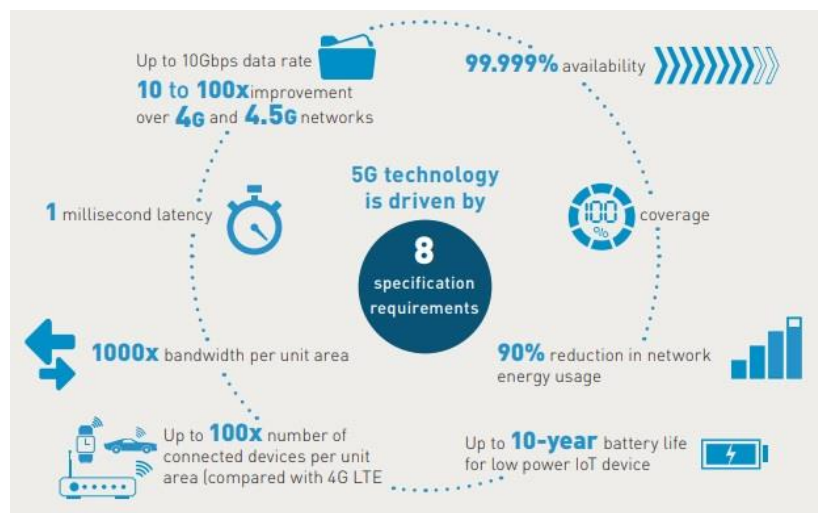 Up to 10Gbps data rate
10 to 100x improvement
over 4G and 4.5G networks
99.999% availability
5G technology
is driven by
8
specification
requirements
1 millisecond latency
100
%
coverage
1000x bandwidth per unit area
90% reduction in network
energy usage
Up to 100x number of
connected devices per unit
area (compared with 4G LTE
Up to 10-year battery life
for low power IoT device